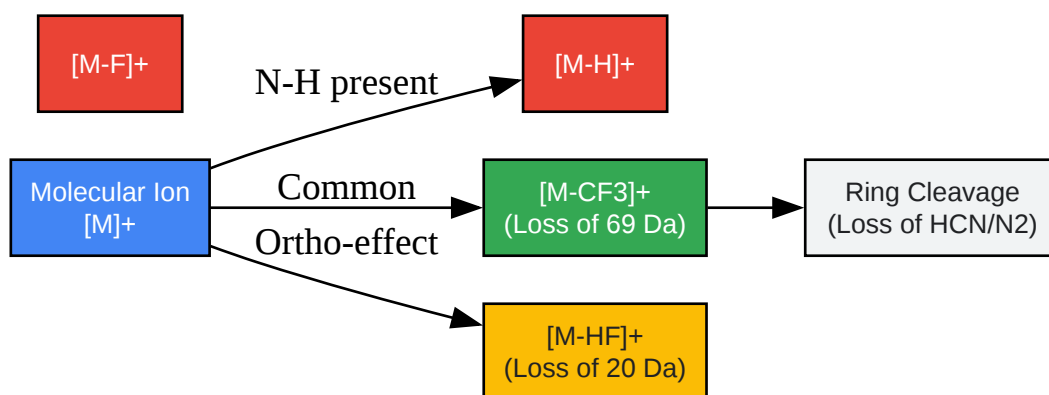 [M-F]+
[M-H]+
N-H present
Molecular Ion
[M]+
Common
[M-CF3]+
(Loss of 69 Da)
Ring Cleavage
(Loss of HCN/N2)
Ortho-effect
[M-HF]+
(Loss of 20 Da)